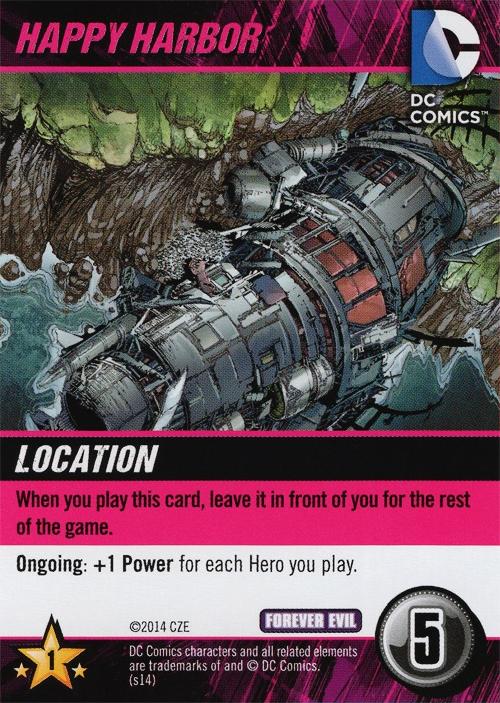 HAPPY HARBOR
DC
COMICS™
LOCATION
When you play this card, leave it in front of you for the rest
of the game.
Ongoing: +1 Power for each Hero you play.
©2014 CZE
FOREVER EVIL
1
DC Comics characters and all related elements
are trademarks of and © DC Comics.
(s14)
5